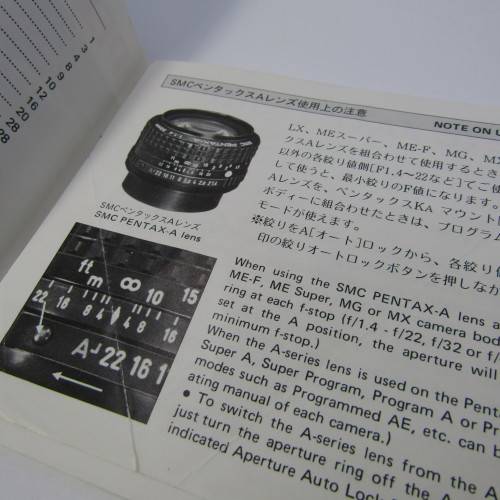 1
3
4
9
10
12
16
20
28
28
SMCペンタックスAレンズ使用上の注意
NOTE ON
SMCペンタックスAレンズ
SMC PENTAX-A lens
ft
m
∞
10
15
22
16
8
4
4
8
16
A
22
16
1
LX、MEスーパー、ME-F、MG、
クスAレンズを組合わせて使用するとき
以外の各絞り値側[F1.4〜22など]でご
して使うと、最小絞りのF値になります。
Aレンズを、ペンタックスKAマウント
ボディーに組合わせたときは、プログラム
モードが使えます。
※絞りをA[オート]ロックから、各絞り
印の絞りオートロックボタンを押しなが
When using the SMC PENTAX-A lens
ME-F, ME Super, MG or MX camera
ring at each f-stop (f/1.4 - f/22, f/32 or
set at the A position, the aperture will
minimum f-stop.)
When the A-series lens is used on the
Super A, Super Program, Program A or
modes such as Programmed AE, etc. can
ating manual of each camera.)
• To switch the A-series lens from the
just turn the aperture ring off the
indicated Aperture Auto